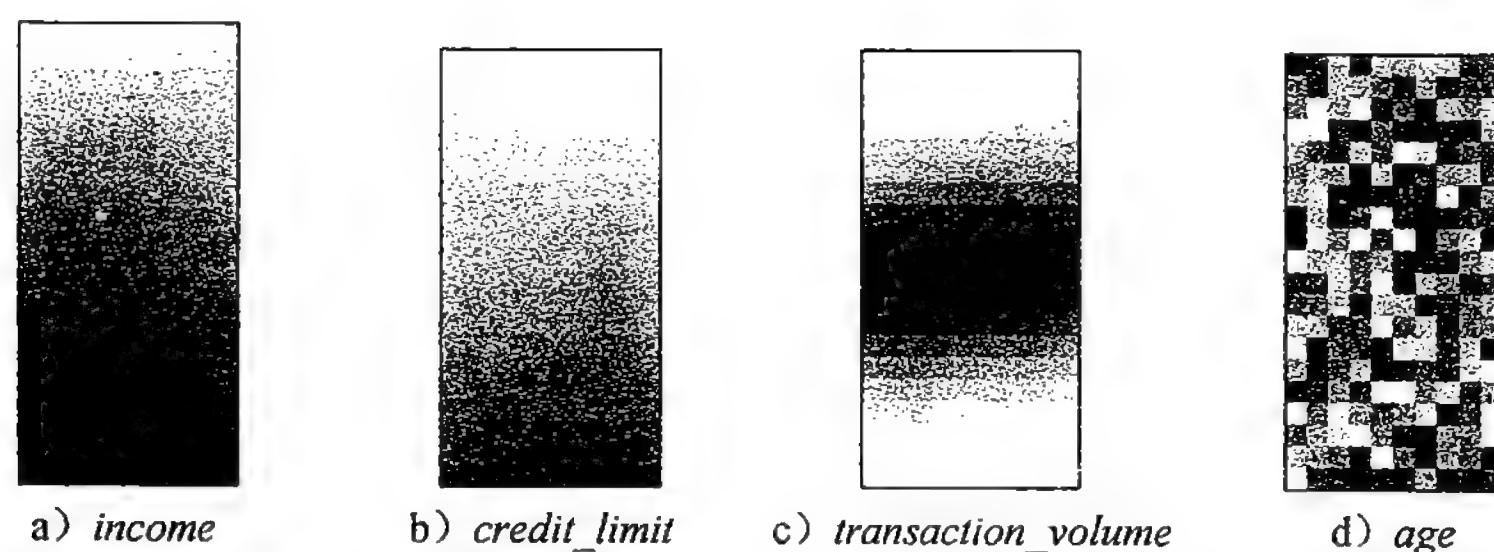 a) income b) credit_limit c) transaction_volume d) age